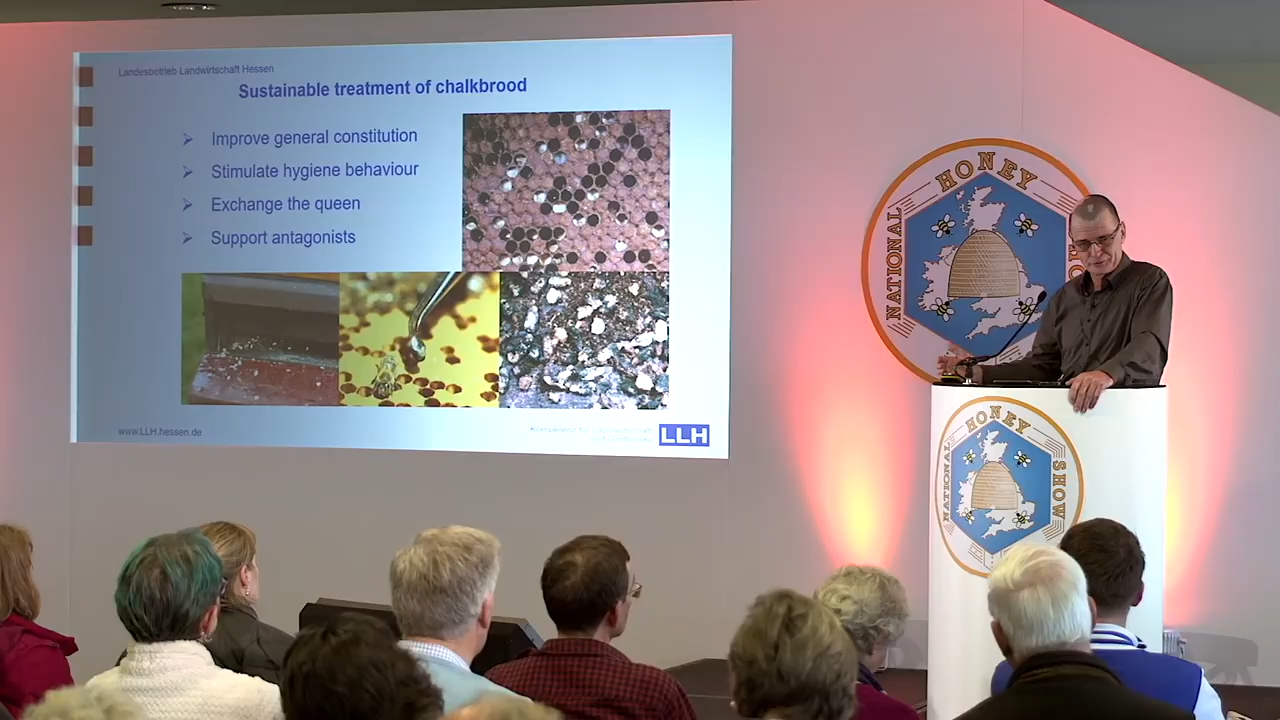 Landesbetrieb Landwirtschaft Hessen
Sustainable treatment of chalkbrood
Improve general constitution
Stimulate hygiene behaviour
Exchange the queen
Support antagonists
www.LLH.hessen.de
LLH
NATIONAL HONEY
NATIONAL HONEY SHOW